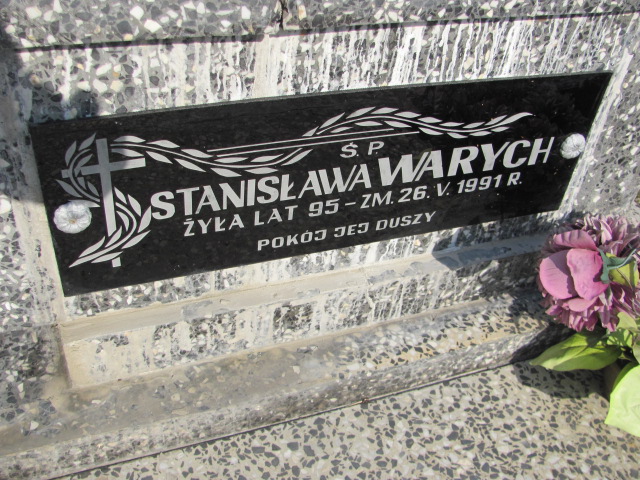 Ś.P.
STANISŁAWA WARYCH
ŻYŁA LAT 95 – ZM. 26. V. 1991 R.
POKÓJ JEJ DUSZY